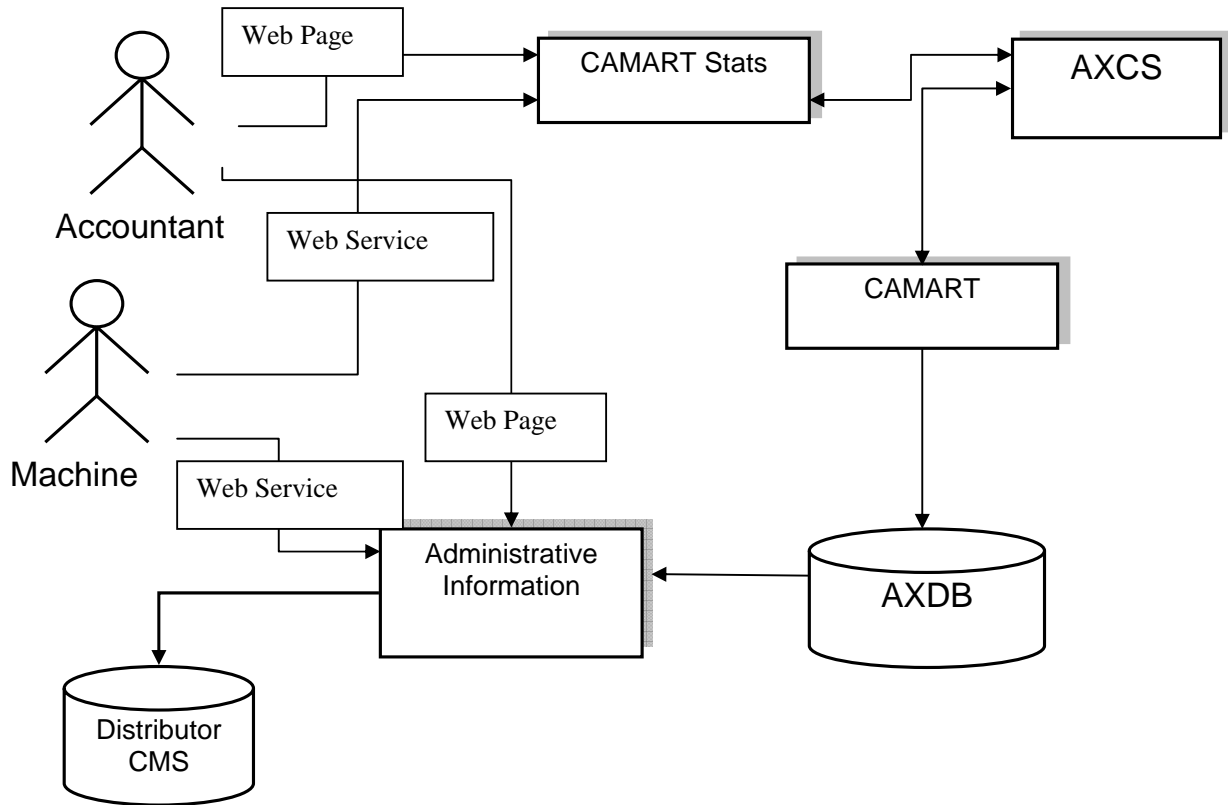 Web Page
CAMART Stats
AXCS
Accountant
Web Service
CAMART
Web Page
Machine
Web Service
Administrative
Information
AXDB
Distributor
CMS